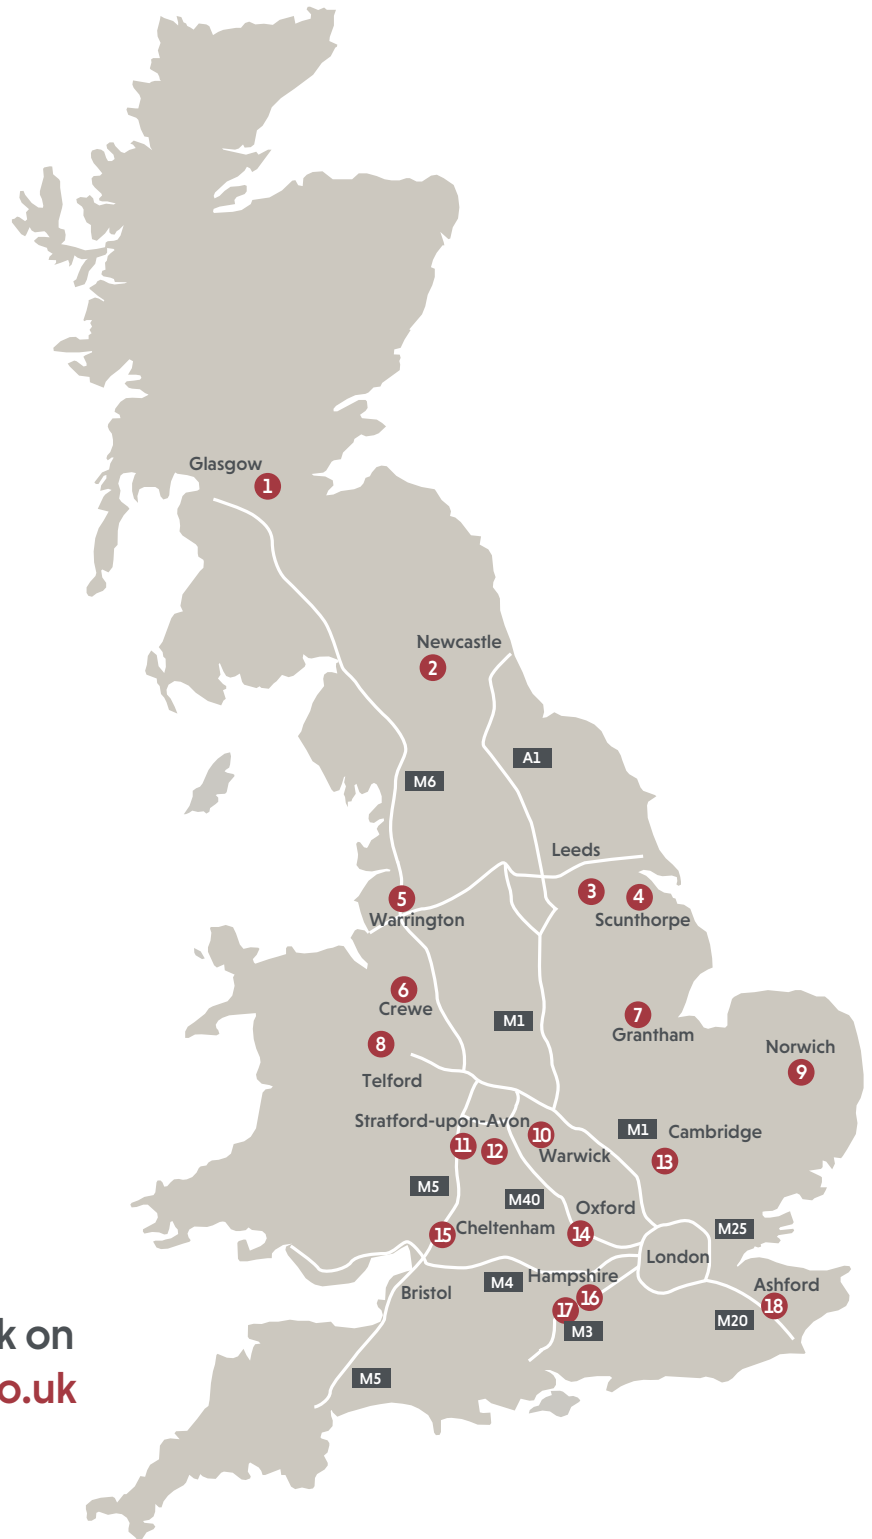 Glasgow
1
Newcastle
2
A1
M6
Leeds
3
4
5
Warrington
Scunthorpe
6
Crewe
7
M1
Grantham
8
Norwich
9
Telford
Stratford-upon-Avon
10
M1
Cambridge
11
12
Warwick
13
M5
M40
Oxford
15
Cheltenham
14
M25
London
M4
Hampshire
Ashford
Bristol
16
17
18
M3
M20
k on
M5
o.uk